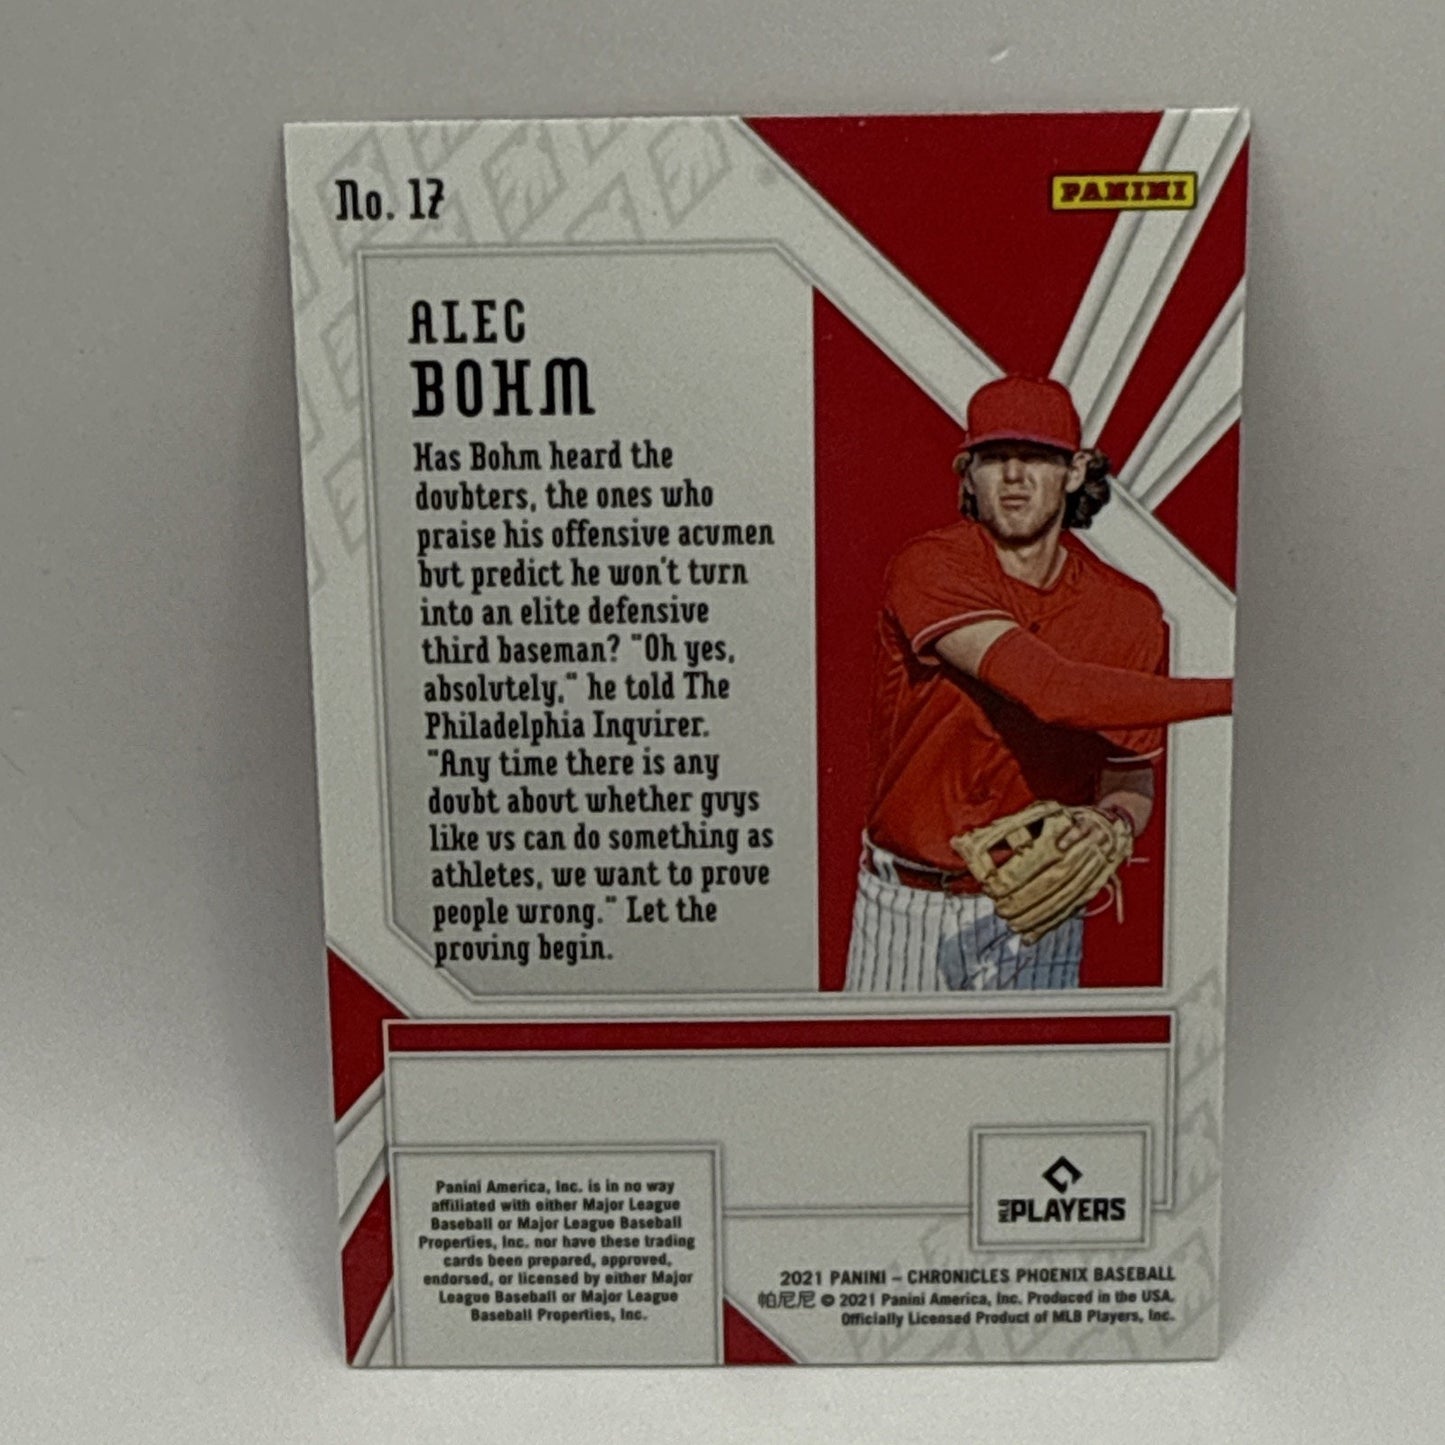 No. 17
PANINI
ALEC
BOHM
Has Bohm heard the
doubters, the ones who
praise his offensive acumen
but predict he won't turn
into an elite defensive
third baseman? "Oh yes,
absolutely," he told The
Philadelphia Inquirer.
"Any time there is any
doubt about whether guys
like us can do something as
athletes, we want to prove
people wrong." Let the
proving begin.
Panini America, Inc. is in no way
affiliated with either Major League
Baseball or Major League Baseball
Properties, Inc. nor have these trading
cards been prepared, approved,
endorsed, or licensed by either Major
League Baseball or Major League
Baseball Properties, Inc.
MLB PLAYERS
2021 PANINI – CHRONICLES PHOENIX BASEBALL
帕尼尼 © 2021 Panini America, Inc. Produced in the USA.
Officially Licensed Product of MLB Players, Inc.